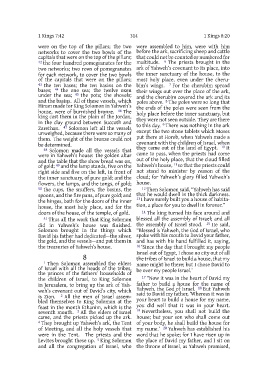 1 Kings 7:42
314
1 Kings 8:20
were on the top of the pillars; the two
networks to cover the two bowls of the
capitals that were on the top of the pillars;
42 the four hundred pomegranates for the
two networks; two rows of pomegranates
for each network, to cover the two bowls
of the capitals that were on the pillars;
43 the ten bases; the ten basins on the
bases; 44 the one sea; the twelve oxen
under the sea; 45 the pots; the shovels;
and the basins. All of these vessels, which
Hiram made for King Solomon in Yahweh's
house, were of burnished bronze. 46 The
king cast them in the plain of the Jordan,
in the clay ground between Succoth and
Zarethan. 47 Solomon left all the vessels
unweighed, because there were so many of
them. The weight of the bronze could not
be determined.
48 Solomon made all the vessels that
were in Yahweh's house: the golden altar
and the table that the show bread was on,
of gold; 49 and the lamp stands, five on the
right side and five on the left, in front of
the inner sanctuary, of pure gold; and the
flowers, the lamps, and the tongs, of gold;
50 the cups, the snuffers, the basins, the
spoons, and the fire pans, of pure gold; and
the hinges, both for the doors of the inner
house, the most holy place, and for the
doors of the house, of the temple, of gold.
51 Thus all the work that King Solomon
did in Yahweh's house was finished.
Solomon brought in the things which
David his father had dedicated—the silver,
the gold, and the vessels—and put them in
the treasuries of Yahweh's house.
8
1 Then Solomon assembled the elders
of Israel with all the heads of the tribes,
the princes of the fathers' households of
the children of Israel, to King Solomon
in Jerusalem, to bring up the ark of Yah-
weh's covenant out of David's city, which
is Zion. 2 All the men of Israel assem-
bled themselves to King Solomon at the
feast in the month Ethanim, which is the
seventh month. 3 All the elders of Israel
came, and the priests picked up the ark.
4 They brought up Yahweh's ark, the Tent
of Meeting, and all the holy vessels that
were in the Tent. The priests and the
Levites brought these up. 5 King Solomon
and all the congregation of Israel, who
were assembled to him, were with him
before the ark, sacrificing sheep and cattle
that could not be counted or numbered for
multitude. 6 The priests brought in the
ark of Yahweh's covenant to its place, into
the inner sanctuary of the house, to the
most holy place, even under the cheru-
bim's wings. 7 For the cherubim spread
their wings out over the place of the ark,
and the cherubim covered the ark and its
poles above. 8 The poles were so long that
the ends of the poles were seen from the
holy place before the inner sanctuary, but
they were not seen outside. They are there
to this day. 9 There was nothing in the ark
except the two stone tablets which Moses
put there at Horeb, when Yahweh made a
covenant with the children of Israel, when
they came out of the land of Egypt. 10 It
came to pass, when the priests had come
out of the holy place, that the cloud filled
Yahweh's house, 11 so that the priests could
not stand to minister by reason of the
cloud; for Yahweh's glory filled Yahweh's
house.
12 Then Solomon said, "Yahweh has said
that he would dwell in the thick darkness.
13 I have surely built you a house of habita-
tion, a place for you to dwell in forever."
14 The king turned his face around and
blessed all the assembly of Israel; and all
the assembly of Israel stood. 15 He said,
"Blessed is Yahweh, the God of Israel, who
spoke with his mouth to David your father,
and has with his hand fulfilled it, saying,
16 'Since the day that I brought my people
Israel out of Egypt, I chose no city out of all
the tribes of Israel to build a house, that my
name might be there; but I chose David to
be over my people Israel.'
17 "Now it was in the heart of David my
father to build a house for the name of
Yahweh, the God of Israel. 18 But Yahweh
said to David my father, 'Whereas it was in
your heart to build a house for my name,
you did well that it was in your heart.
19 Nevertheless, you shall not build the
house; but your son who shall come out
of your body, he shall build the house for
my name.' 20 Yahweh has established his
word that he spoke; for I have risen up in
the place of David my father, and I sit on
the throne of Israel, as Yahweh promised,